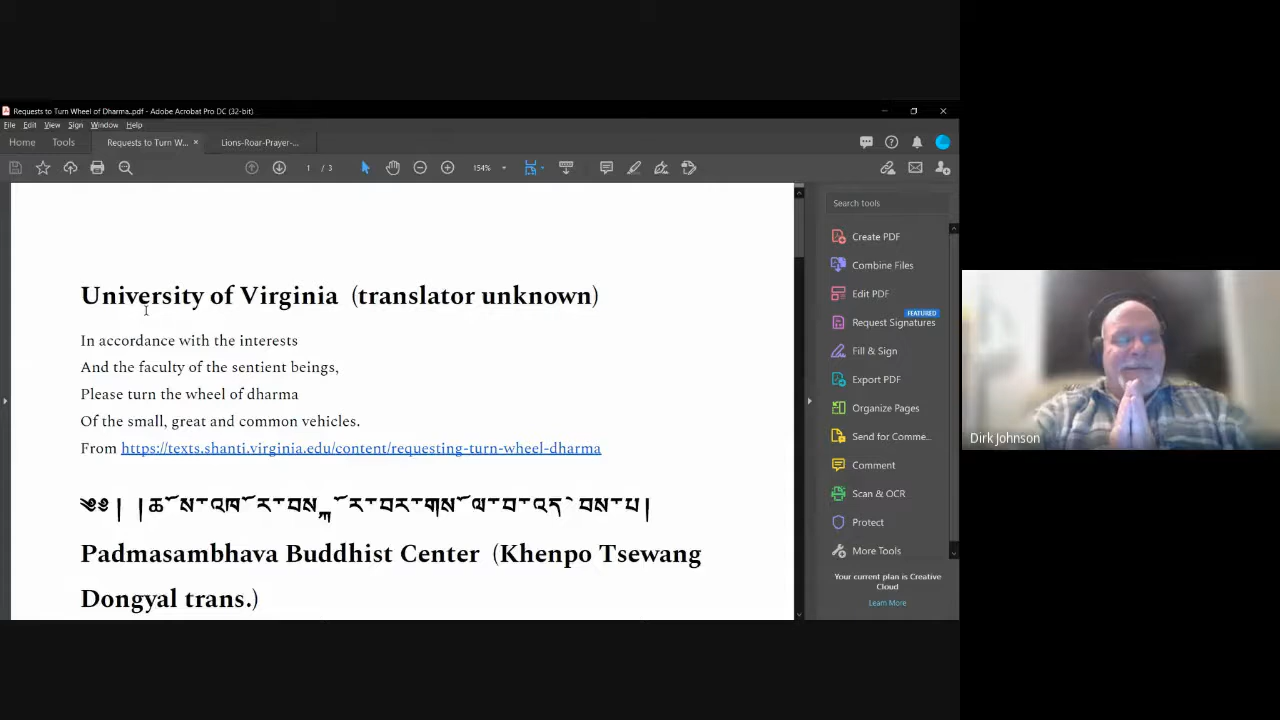 Requests to Turn Wheel of Dharma..pdf - Adobe Acrobat Pro DC (32-bit)
File Edit View Sign Window Help
Home Tools Requests to Turn W... × Lions-Roar-Prayer-...
1 / 3 154%
Search tools
University of Virginia (translator unknown)
In accordance with the interests
And the faculty of the sentient beings,
Please turn the wheel of dharma
Of the small, great and common vehicles.
From https://texts.shanti.virginia.edu/content/requesting-turn-wheel-dharma
༄༅། །ཆོས་འཁོར་བསྐོར་བར་གསོལ་བ་འདེབས་པ།
Padmasambhava Buddhist Center (Khenpo Tsewang
Dongyal trans.)
Create PDF
Combine Files
Edit PDF
FEATURED
Request Signatures
Fill & Sign
Export PDF
Organize Pages
Send for Comme...
Comment
Scan & OCR
Protect
More Tools
Your current plan is Creative
Cloud
Learn More
Dirk Johnson